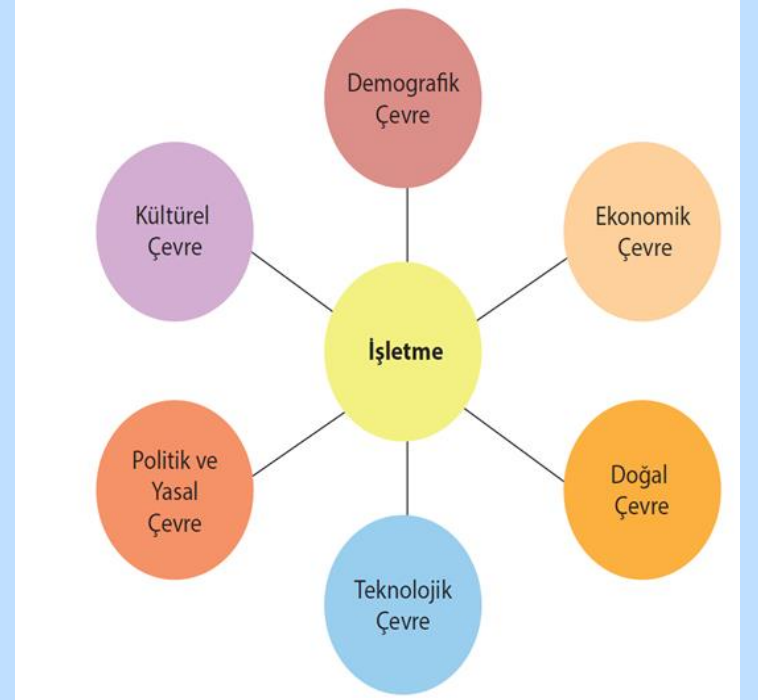 Demografik
Çevre
Kültürel
Çevre
Ekonomik
Çevre
İşletme
Politik ve
Yasal
Çevre
Doğal
Çevre
Teknolojik
Çevre